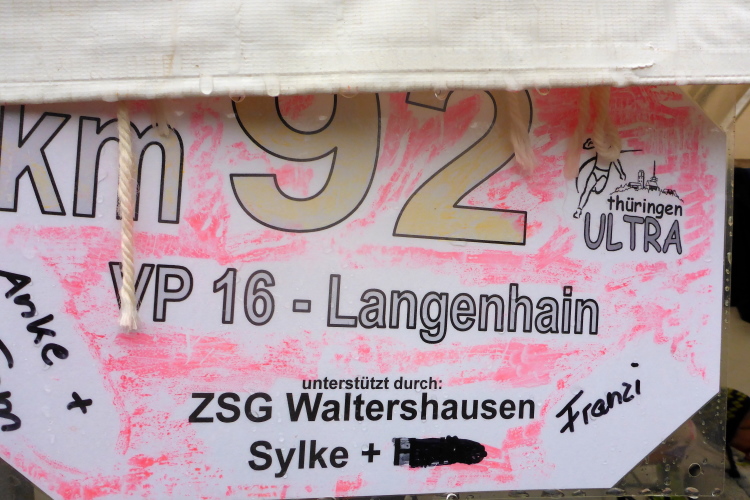 km 92
thüringen
ULTRA
VP 16 - Langenhain
Anke +
unterstützt durch:
ZSG Waltershausen
Franzi
Sylke +